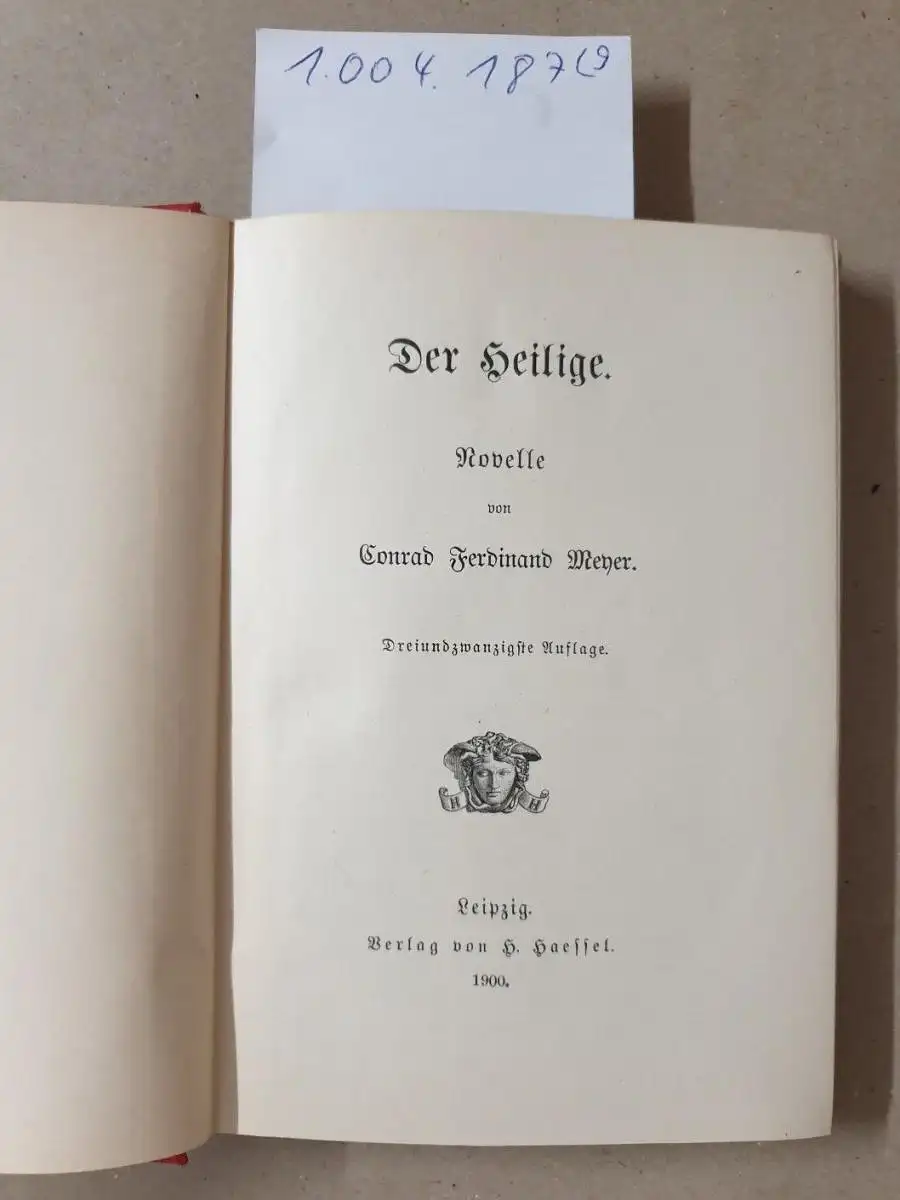 1.004.187(9
Der Heilige.
Novelle
von
Conrad Ferdinand Meyer.
Dreiundzwanzigste Auflage.
H H
Leipzig.
Verlag von H. Haessel.
1900.